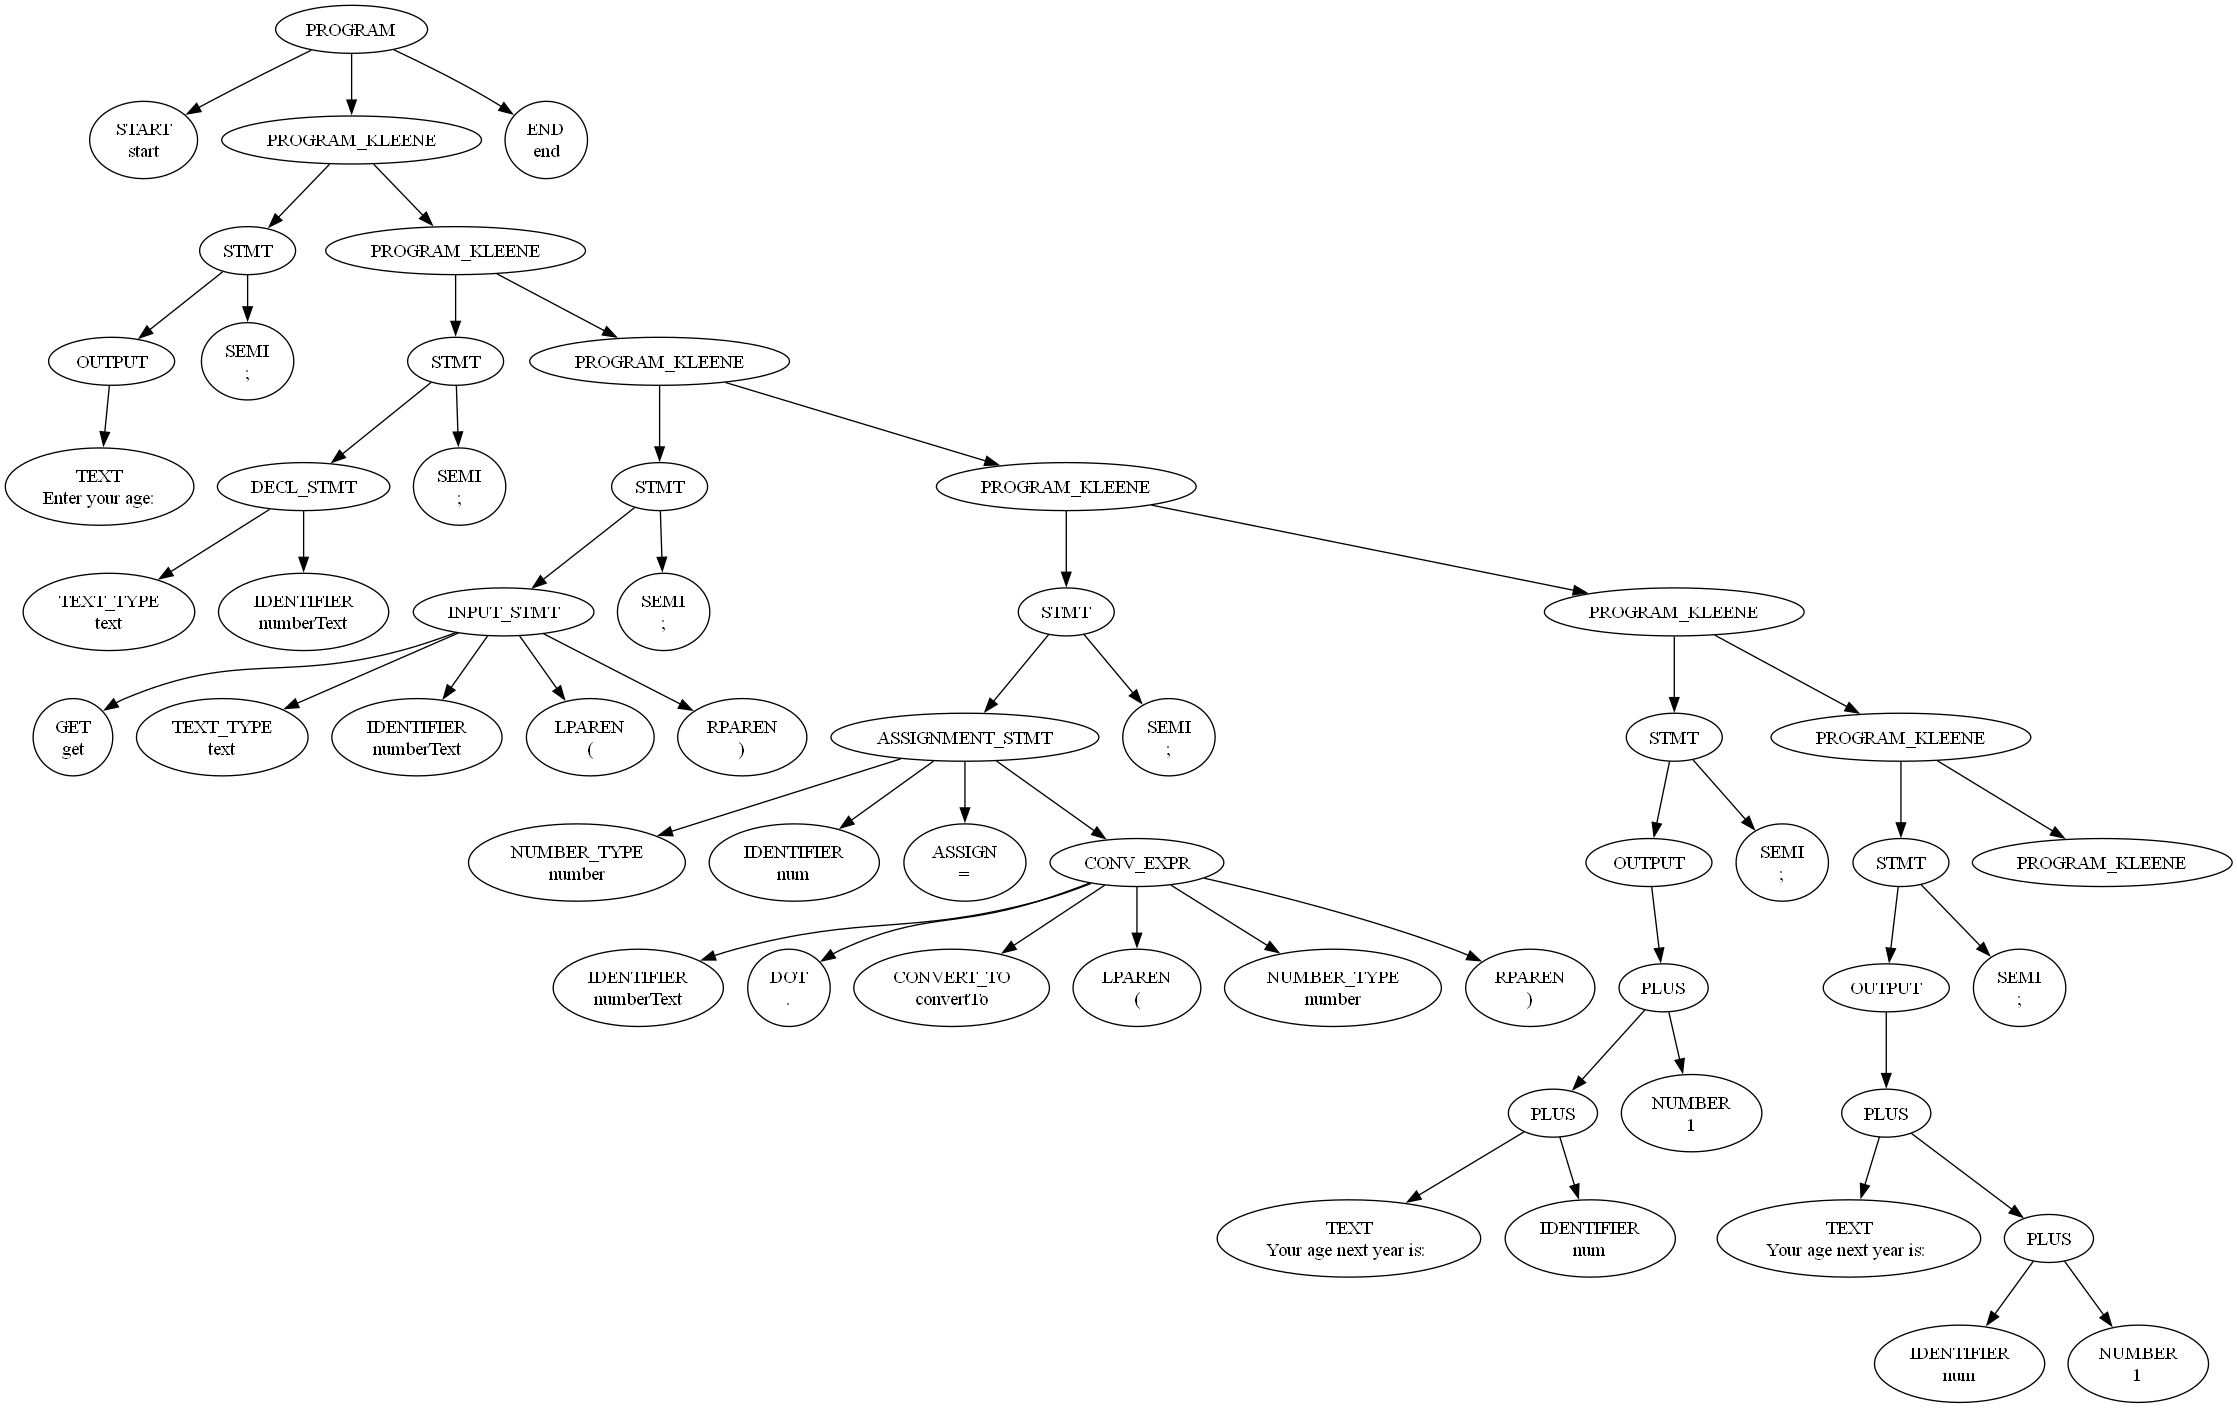 PROGRAM
START
start
PROGRAM_KLEENE
END
end
STMT
PROGRAM_KLEENE
OUTPUT
SEMI
;
STMT
PROGRAM_KLEENE
TEXT
Enter your age:
DECL_STMT
SEMI
;
STMT
PROGRAM_KLEENE
TEXT_TYPE
text
IDENTIFIER
numberText
INPUT_STMT
SEMI
;
STMT
PROGRAM_KLEENE
GET
get
TEXT_TYPE
text
IDENTIFIER
numberText
LPAREN
(
RPAREN
)
ASSIGNMENT_STMT
SEMI
;
STMT
PROGRAM_KLEENE
NUMBER_TYPE
number
IDENTIFIER
num
ASSIGN
=
CONV_EXPR
OUTPUT
SEMI
;
STMT
PROGRAM_KLEENE
IDENTIFIER
numberText
DOT
.
CONVERT_TO
convertTo
LPAREN
(
NUMBER_TYPE
number
RPAREN
)
PLUS
OUTPUT
SEMI
;
PLUS
NUMBER
1
PLUS
TEXT
Your age next year is:
IDENTIFIER
num
TEXT
Your age next year is:
PLUS
IDENTIFIER
num
NUMBER
1